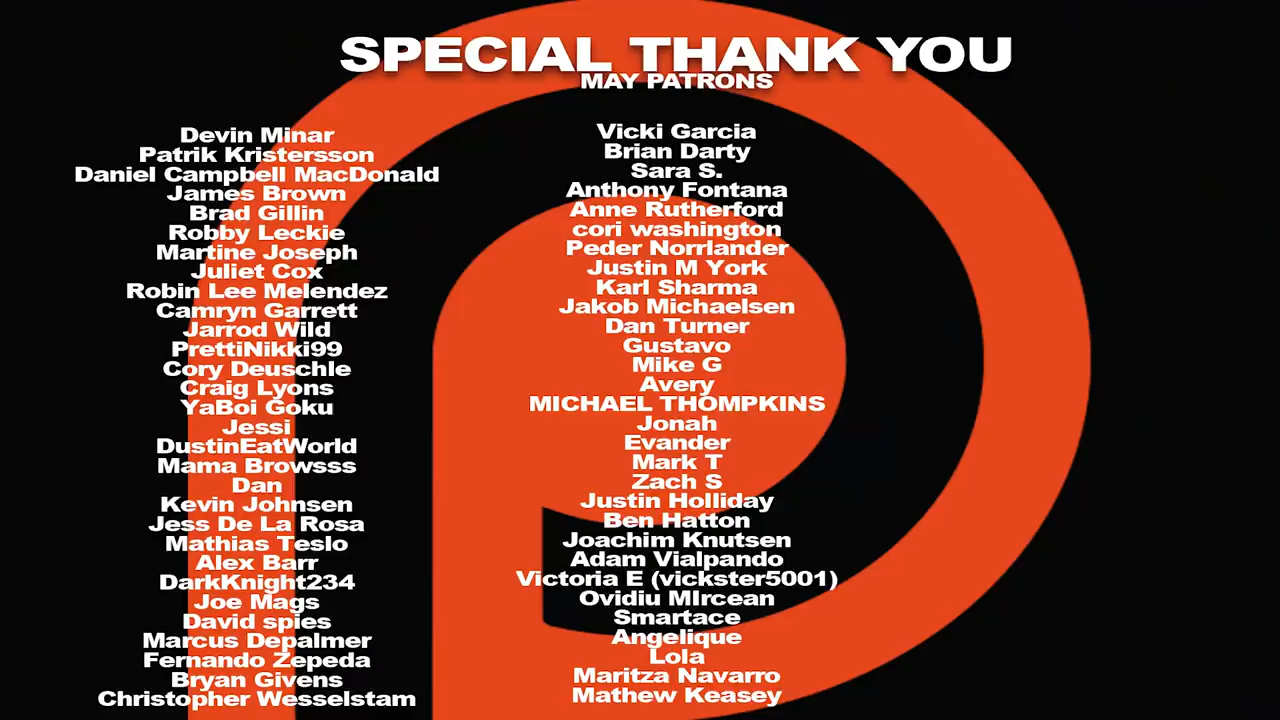 SPECIAL THANK YOU
MAY PATRONS
Devin Minar
Patrik Kristersson
Daniel Campbell MacDonald
James Brown
Brad Gillin
Robby Leckie
Martine Joseph
Juliet Cox
Robin Lee Melendez
Camryn Garrett
Jarrod Wild
PrettiNikki99
Cory Deuschle
Craig Lyons
YaBoi Goku
Jessi
DustinEatWorld
Mama Browsss
Dan
Kevin Johnsen
Jess De La Rosa
Mathias Teslo
Alex Barr
DarkKnight234
Joe Mags
David spies
Marcus Depalmer
Fernando Zepeda
Bryan Givens
Christopher Wesselstam
Vicki Garcia
Brian Darty
Sara S.
Anthony Fontana
Anne Rutherford
cori washington
Peder Norrlander
Justin M York
Karl Sharma
Jakob Michaelsen
Dan Turner
Gustavo
Mike G
Avery
MICHAEL THOMPKINS
Jonah
Evander
Mark T
Zach S
Justin Holliday
Ben Hatton
Joachim Knutsen
Adam Vialpando
Victoria E (vickster5001)
Ovidiu MIrcean
Smartace
Angelique
Lola
Maritza Navarro
Mathew Keasey